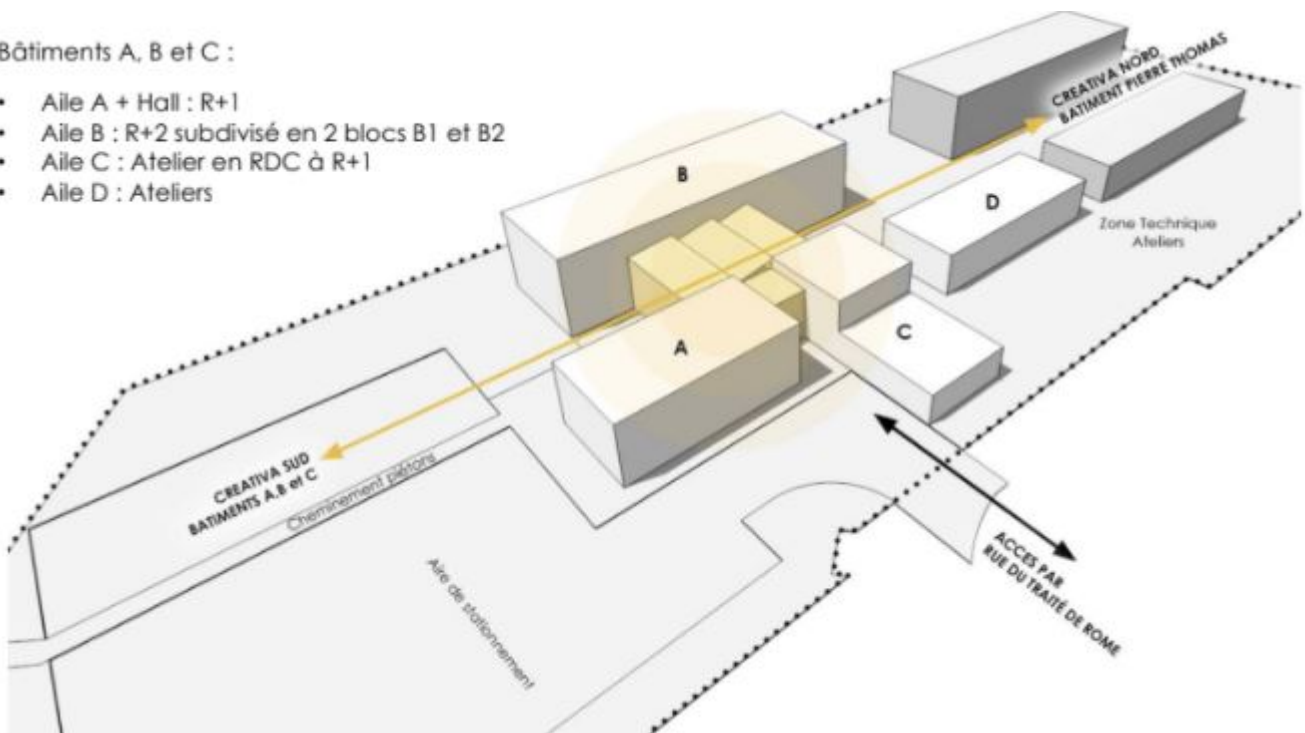 Bâtiments A, B et C :
• Aile A + Hall : R+1
• Aile B : R+2 subdivisé en 2 blocs B1 et B2
• Aile C : Atelier en RDC à R+1
• Aile D : Ateliers
CREATIVA NORD
BATIMENT PIERRE THOMAS
B
D
Zone Technique
Ateliers
A
C
CREATIVA SUD
BATIMENTS A,B et C
Cheminement piétons
Aire de stationnement
ACCES PAR
RUE DU TRAITÉ DE ROME